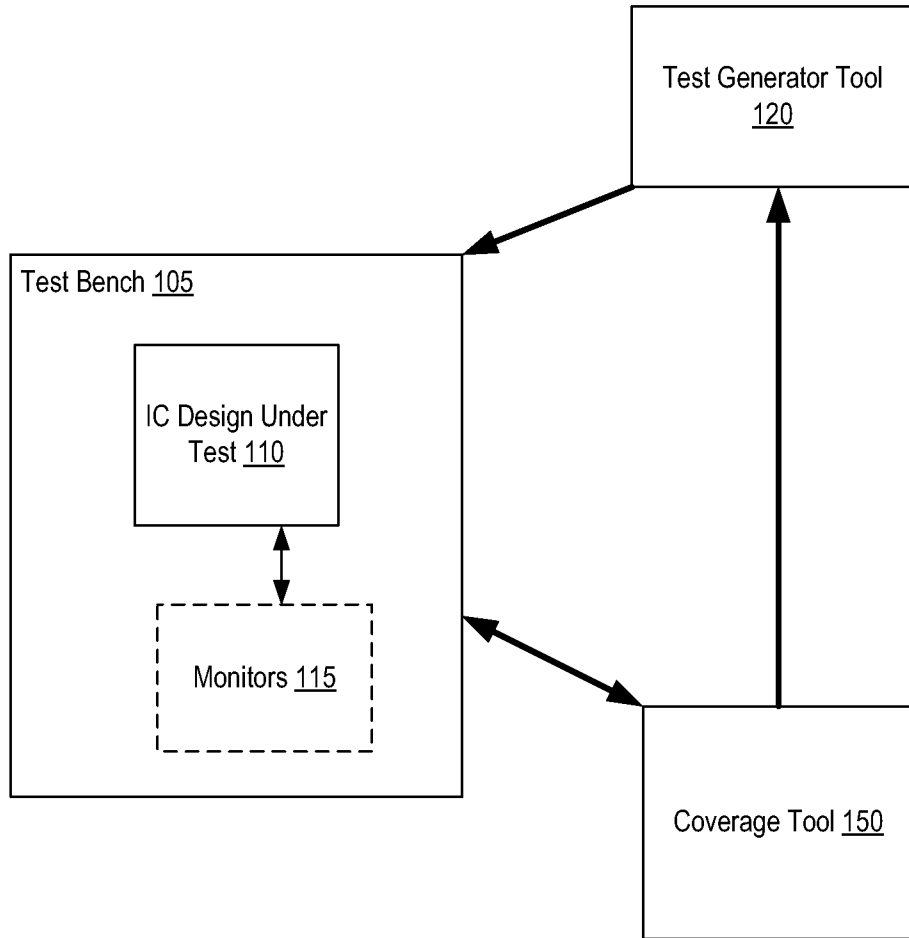 Test Generator Tool
120
Test Bench 105
IC Design Under
Test 110
Monitors 115
Coverage Tool 150